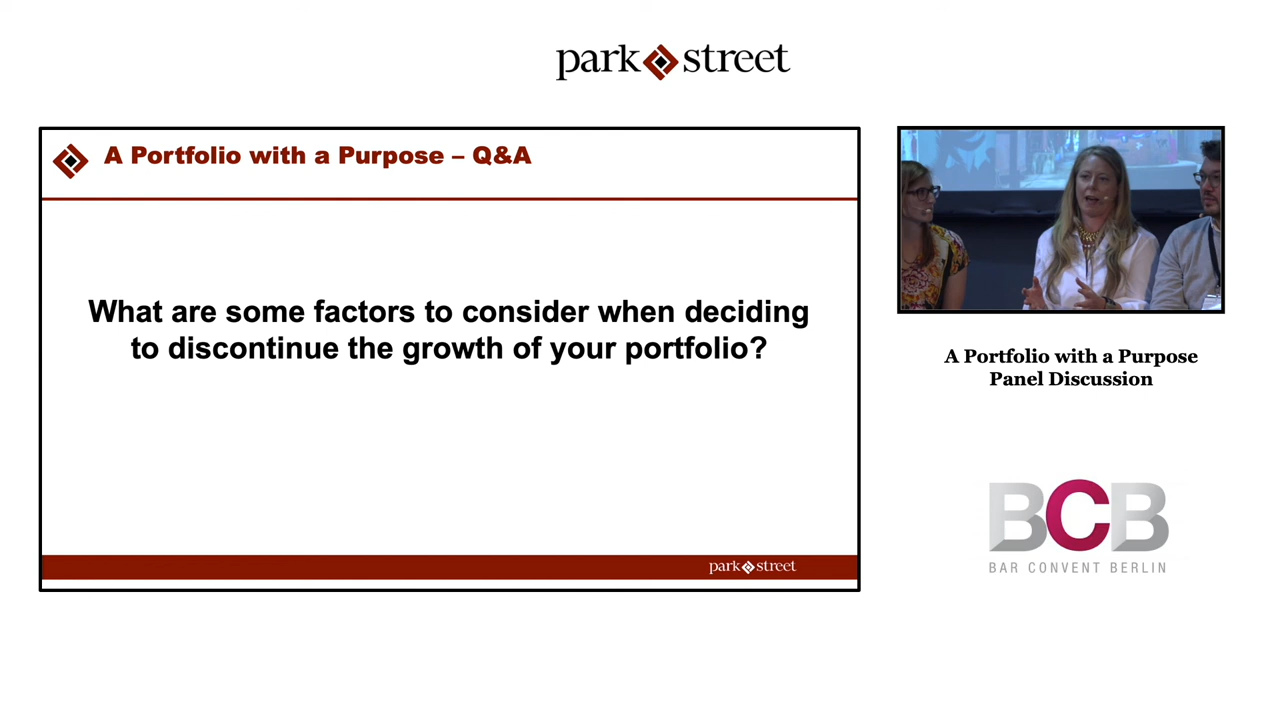 park street
A Portfolio with a Purpose – Q&A
What are some factors to consider when deciding
to discontinue the growth of your portfolio?
park street
A Portfolio with a Purpose
Panel Discussion
BCB
BAR CONVENT BERLIN